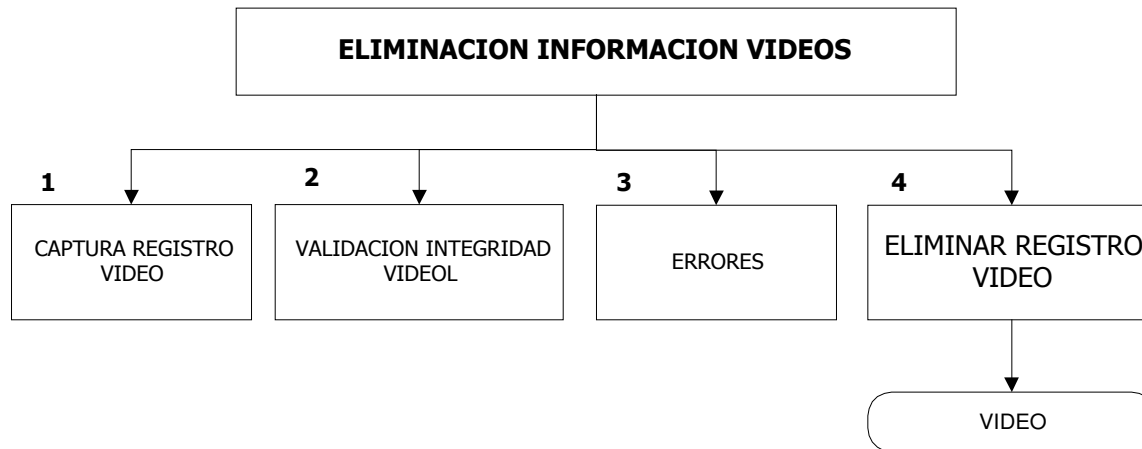 ELIMINACION INFORMACION VIDEOS
1
CAPTURA REGISTRO
VIDEO
2
VALIDACION INTEGRIDAD
VIDEOL
3
ERRORES
4
ELIMINAR REGISTRO
VIDEO
VIDEO